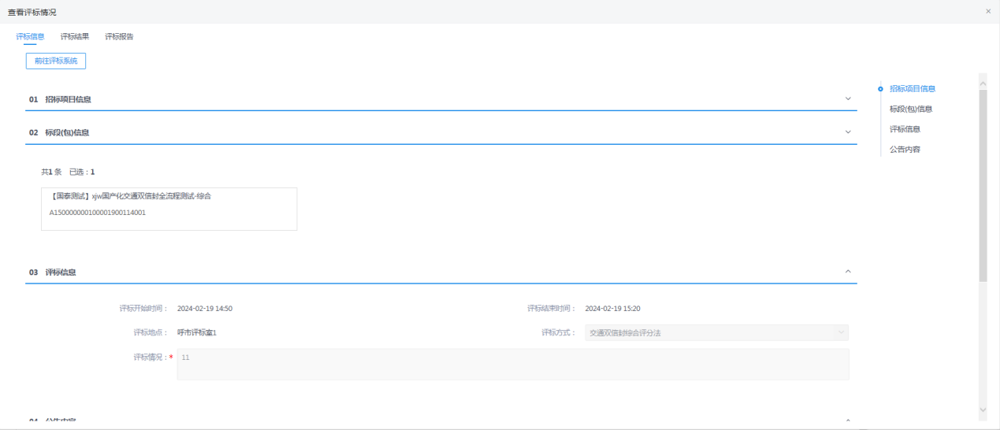 查看评标情况
×
评标信息 评标结果 评标报告
前往评标系统
招标项目信息
标段(包)信息
评标信息
公告内容
01 招标项目信息
02 标段(包)信息
共1 条 已选：1
【国泰测试】xjw国产化交通双信封全流程测试-综合
A150000000100001900114001
03 评标信息
评标开始时间： 2024-02-19 14:50 评标结束时间： 2024-02-19 15:20
评标地点： 呼市评标室1 评标方式： 交通双信封综合评分法
评标情况：* 11
04 公告内容